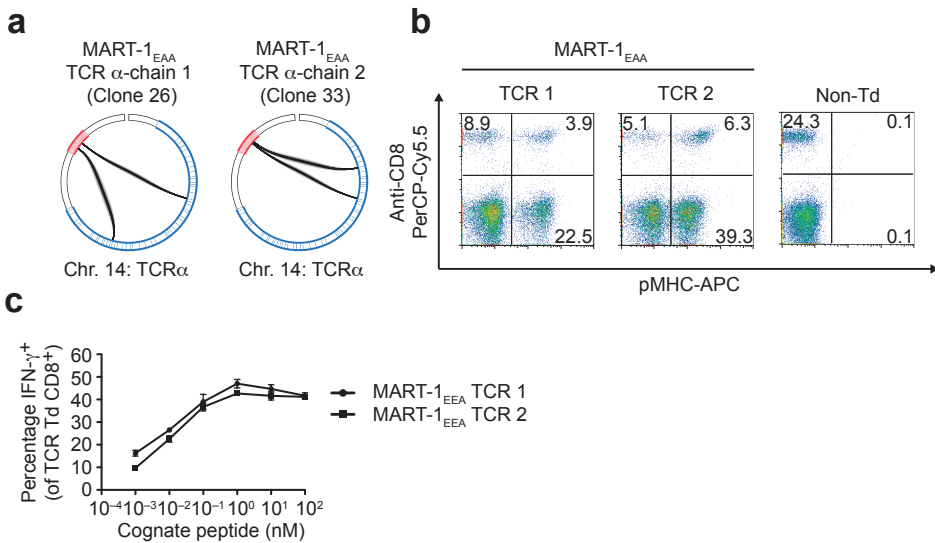 a
MART-1EAA
TCR α-chain 1
(Clone 26)
Chr. 14: TCRα
MART-1EAA
TCR α-chain 2
(Clone 33)
Chr. 14: TCRα
b
MART-1EAA
TCR 1
TCR 2
Non-Td
8.9
3.9
22.5
5.1
6.3
39.3
24.3
0.1
0.1
Anti-CD8
PerCP-Cy5.5
pMHC-APC
c
Percentage IFN-γ+
(of TCR Td CD8+)
60
50
40
30
20
10
0
10⁻⁴ 10⁻³ 10⁻² 10⁻¹ 10⁰ 10¹ 10²
Cognate peptide (nM)
MART-1EEA TCR 1
MART-1EEA TCR 2